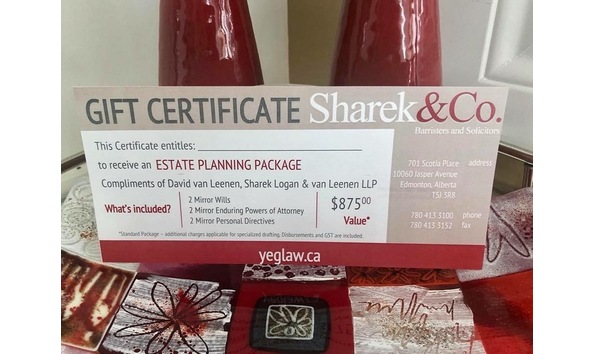 GIFT CERTIFICATE Sharek&Co.
Barristers and Solicitors
This Certificate entitles:
to receive an ESTATE PLANNING PACKAGE
Compliments of David van Leenen, Sharek Logan & van Leenen LLP
What's included?
2 Mirror Wills
2 Mirror Enduring Powers of Attorney
2 Mirror Personal Directives
$875.00
Value*
*Standard Package – additional charges applicable for specialized drafting. Disbursements and GST are included.
701 Scotia Place address
10060 Jasper Avenue
Edmonton, Alberta
T5J 3R8
780 413 3100 phone
780 413 3152 fax
yeglaw.ca